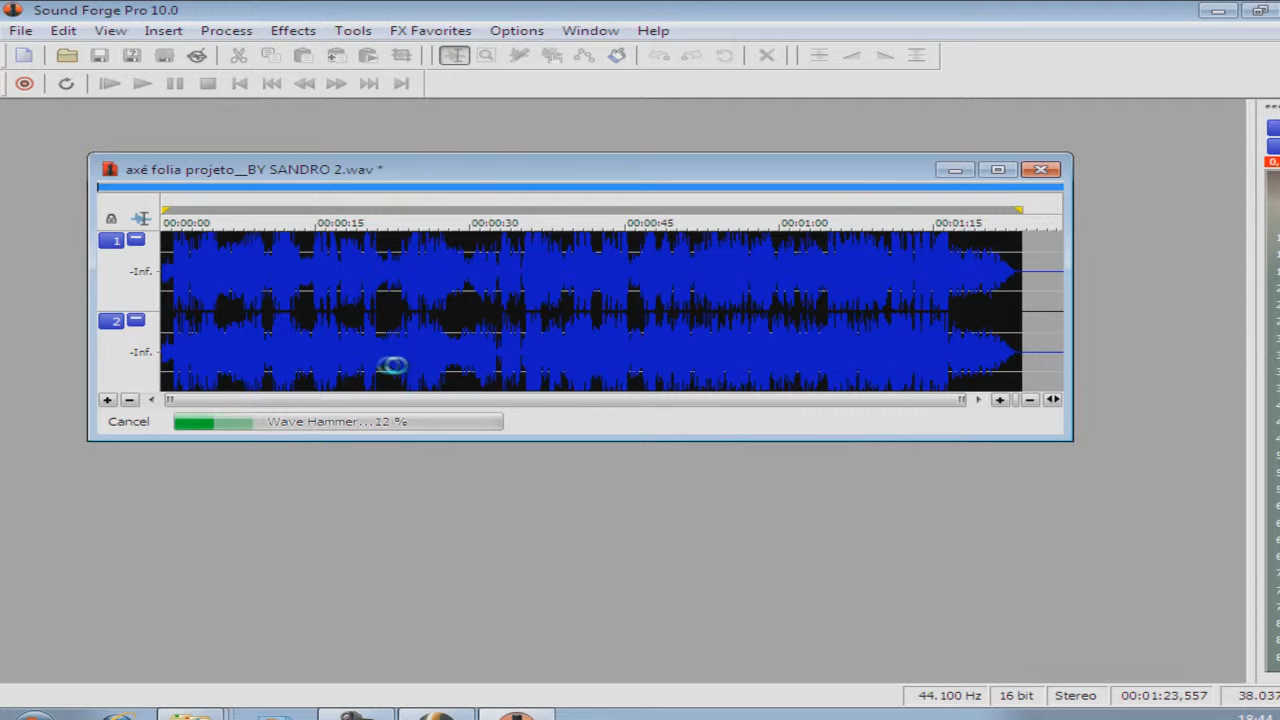 Sound Forge Pro 10.0
File Edit View Insert Process Effects Tools FX Favorites Options Window Help
axé folia projeto__BY SANDRO 2.wav *
00:00:00 00:00:15 00:00:30 00:00:45 00:01:00 00:01:15
1
-Inf.
2
-Inf.
Cancel Wave Hammer...12 %
44.100 Hz 16 bit Stereo 00:01:23,557 38.037
18:44